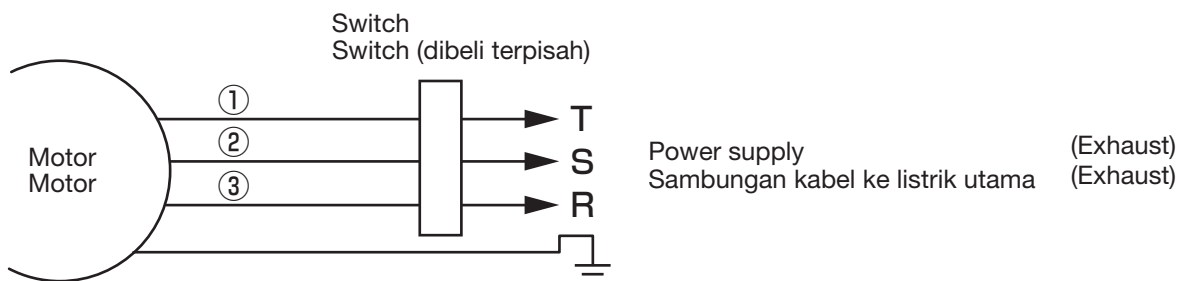 Switch
Switch (dibeli terpisah)
① T
② S
③ R
Motor
Motor
Power supply
Sambungan kabel ke listrik utama
(Exhaust)
(Exhaust)